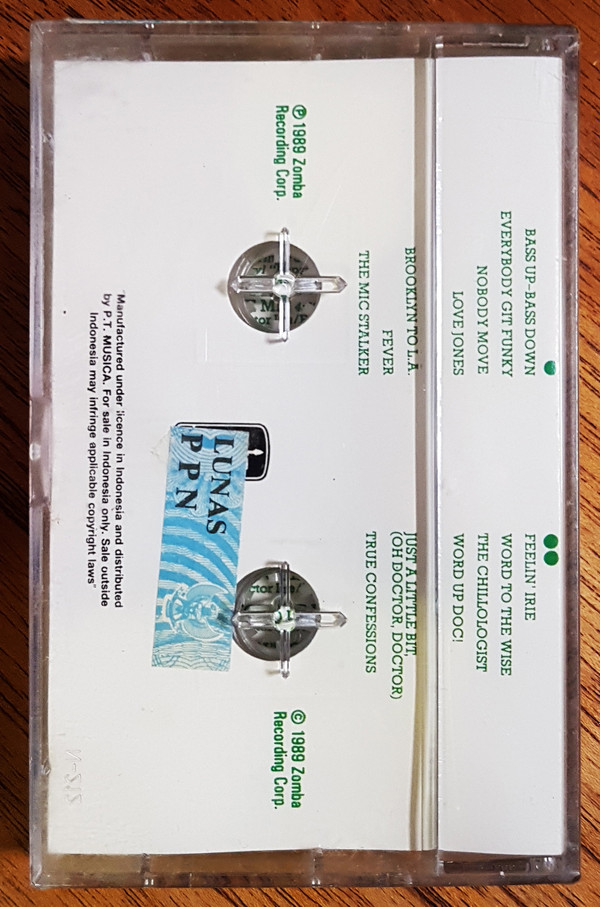 BASS UP-BASS DOWN
EVERYBODY GIT FUNKY
NOBODY MOVE
LOVE JONES
BROOKLYN TO L.A.
FEVER
THE MIC STALKER
FEELIN' IRIE
WORD TO THE WISE
THE CHILLOLOGIST
WORD UP DOC!
JUST A LITTLE BIT,
(OH DOCTOR, DOCTOR)
TRUE CONFESSIONS
℗ 1989 Zomba
Recording Corp.
© 1989 Zomba
Recording Corp.
LUNAS
PPN
"Manufactured under licence in Indonesia and distributed
by P.T. MUSICA. For sale in Indonesia only. Sale outside
Indonesia may infringe applicable copyright laws"